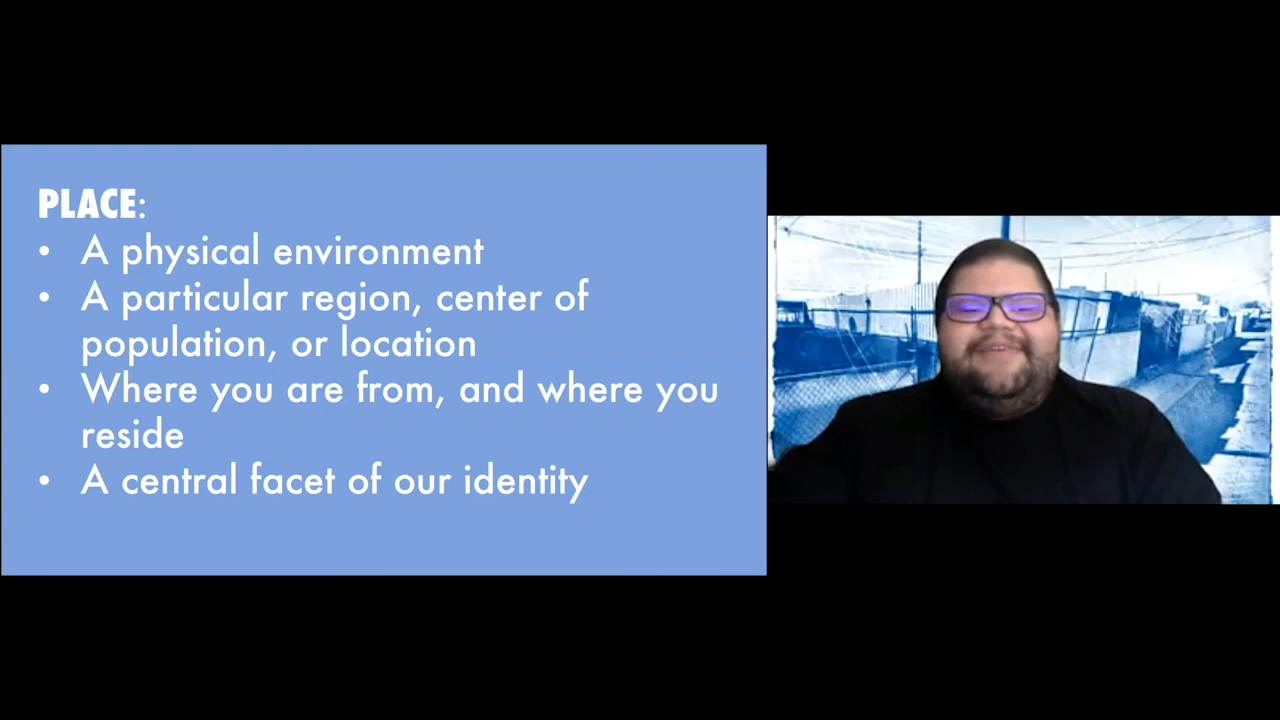 PLACE:
• A physical environment
• A particular region, center of
population, or location
• Where you are from, and where you
reside
• A central facet of our identity